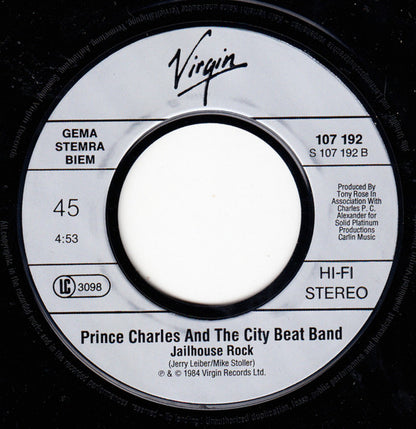 Virgin
GEMA
STEMRA
BIEM
107 192
S 107 192 B
45
4:53
Produced By
Tony Rose In
Association With
Charles P. C.
Alexander for
Solid Platinum
Productions
Carlin Music
LC 3098
HI-FI
STEREO
Prince Charles And The City Beat Band
Jailhouse Rock
(Jerry Leiber/Mike Stoller)
℗ & © 1984 Virgin Records Ltd.